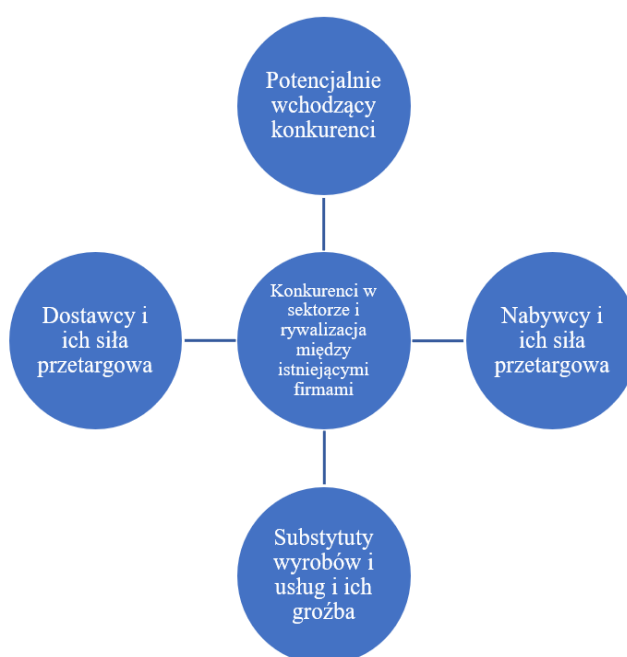 Potencjalnie
wchodzący
konkurenci
Dostawcy i
ich siła
przetargowa
Konkurenci w
sektorze i
rywalizacja
między
istniejącymi
firmami
Nabywcy i
ich siła
przetargowa
Substytuty
wyrobów i
usług i ich
groźba